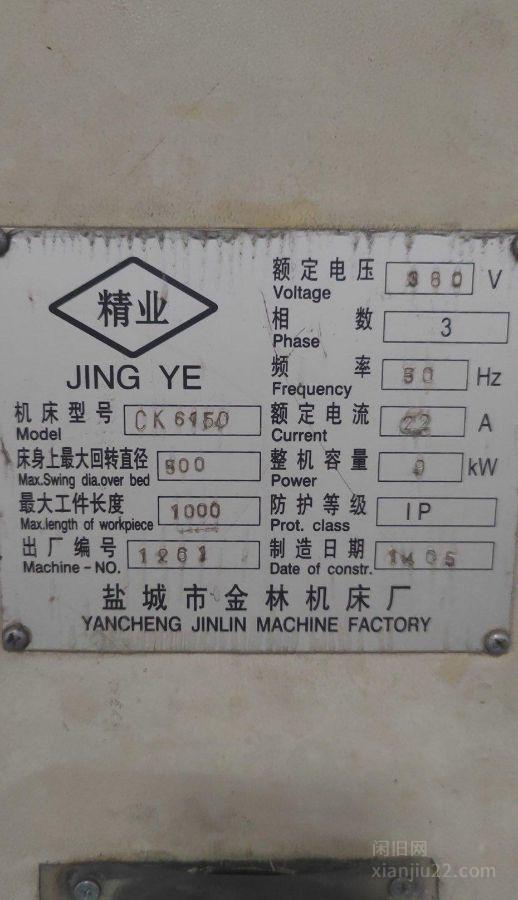 精业
JING YE
机床型号 CK6150
Model
床身上最大回转直径 500
Max.Swing dia.over bed
最大工件长度 1000
Max.length of workpiece
出厂编号 1261
Machine-NO.
额定电压 380 V
Voltage
相数 3
Phase
频率 50 Hz
Frequency
额定电流 22 A
Current
整机容量 kW
Power
防护等级 IP
Prot. class
制造日期 1405
Date of constr.
盐城市金林机床厂
YANCHENG JINLIN MACHINE FACTORY
闲旧网
xianjiu22.com